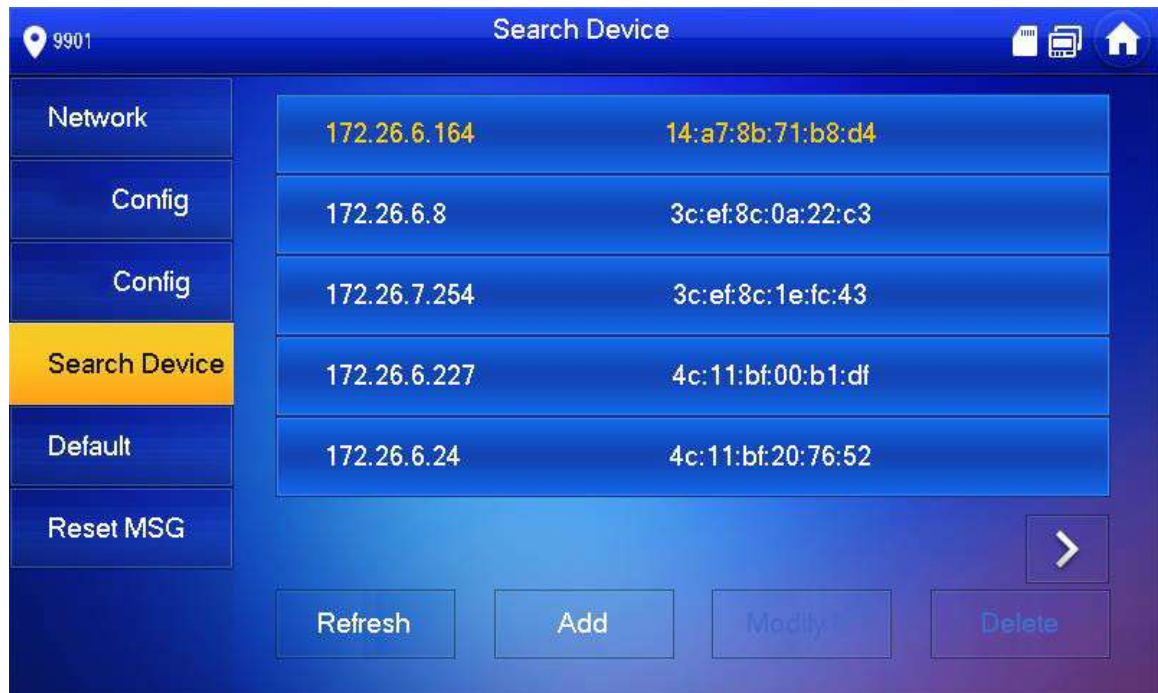 9901 Search Device
Network
Config
Config
Search Device
Default
Reset MSG
172.26.6.164 14:a7:8b:71:b8:d4
172.26.6.8 3c:ef:8c:0a:22:c3
172.26.7.254 3c:ef:8c:1e:fc:43
172.26.6.227 4c:11:bf:00:b1:df
172.26.6.24 4c:11:bf:20:76:52
Refresh Add Modify Delete